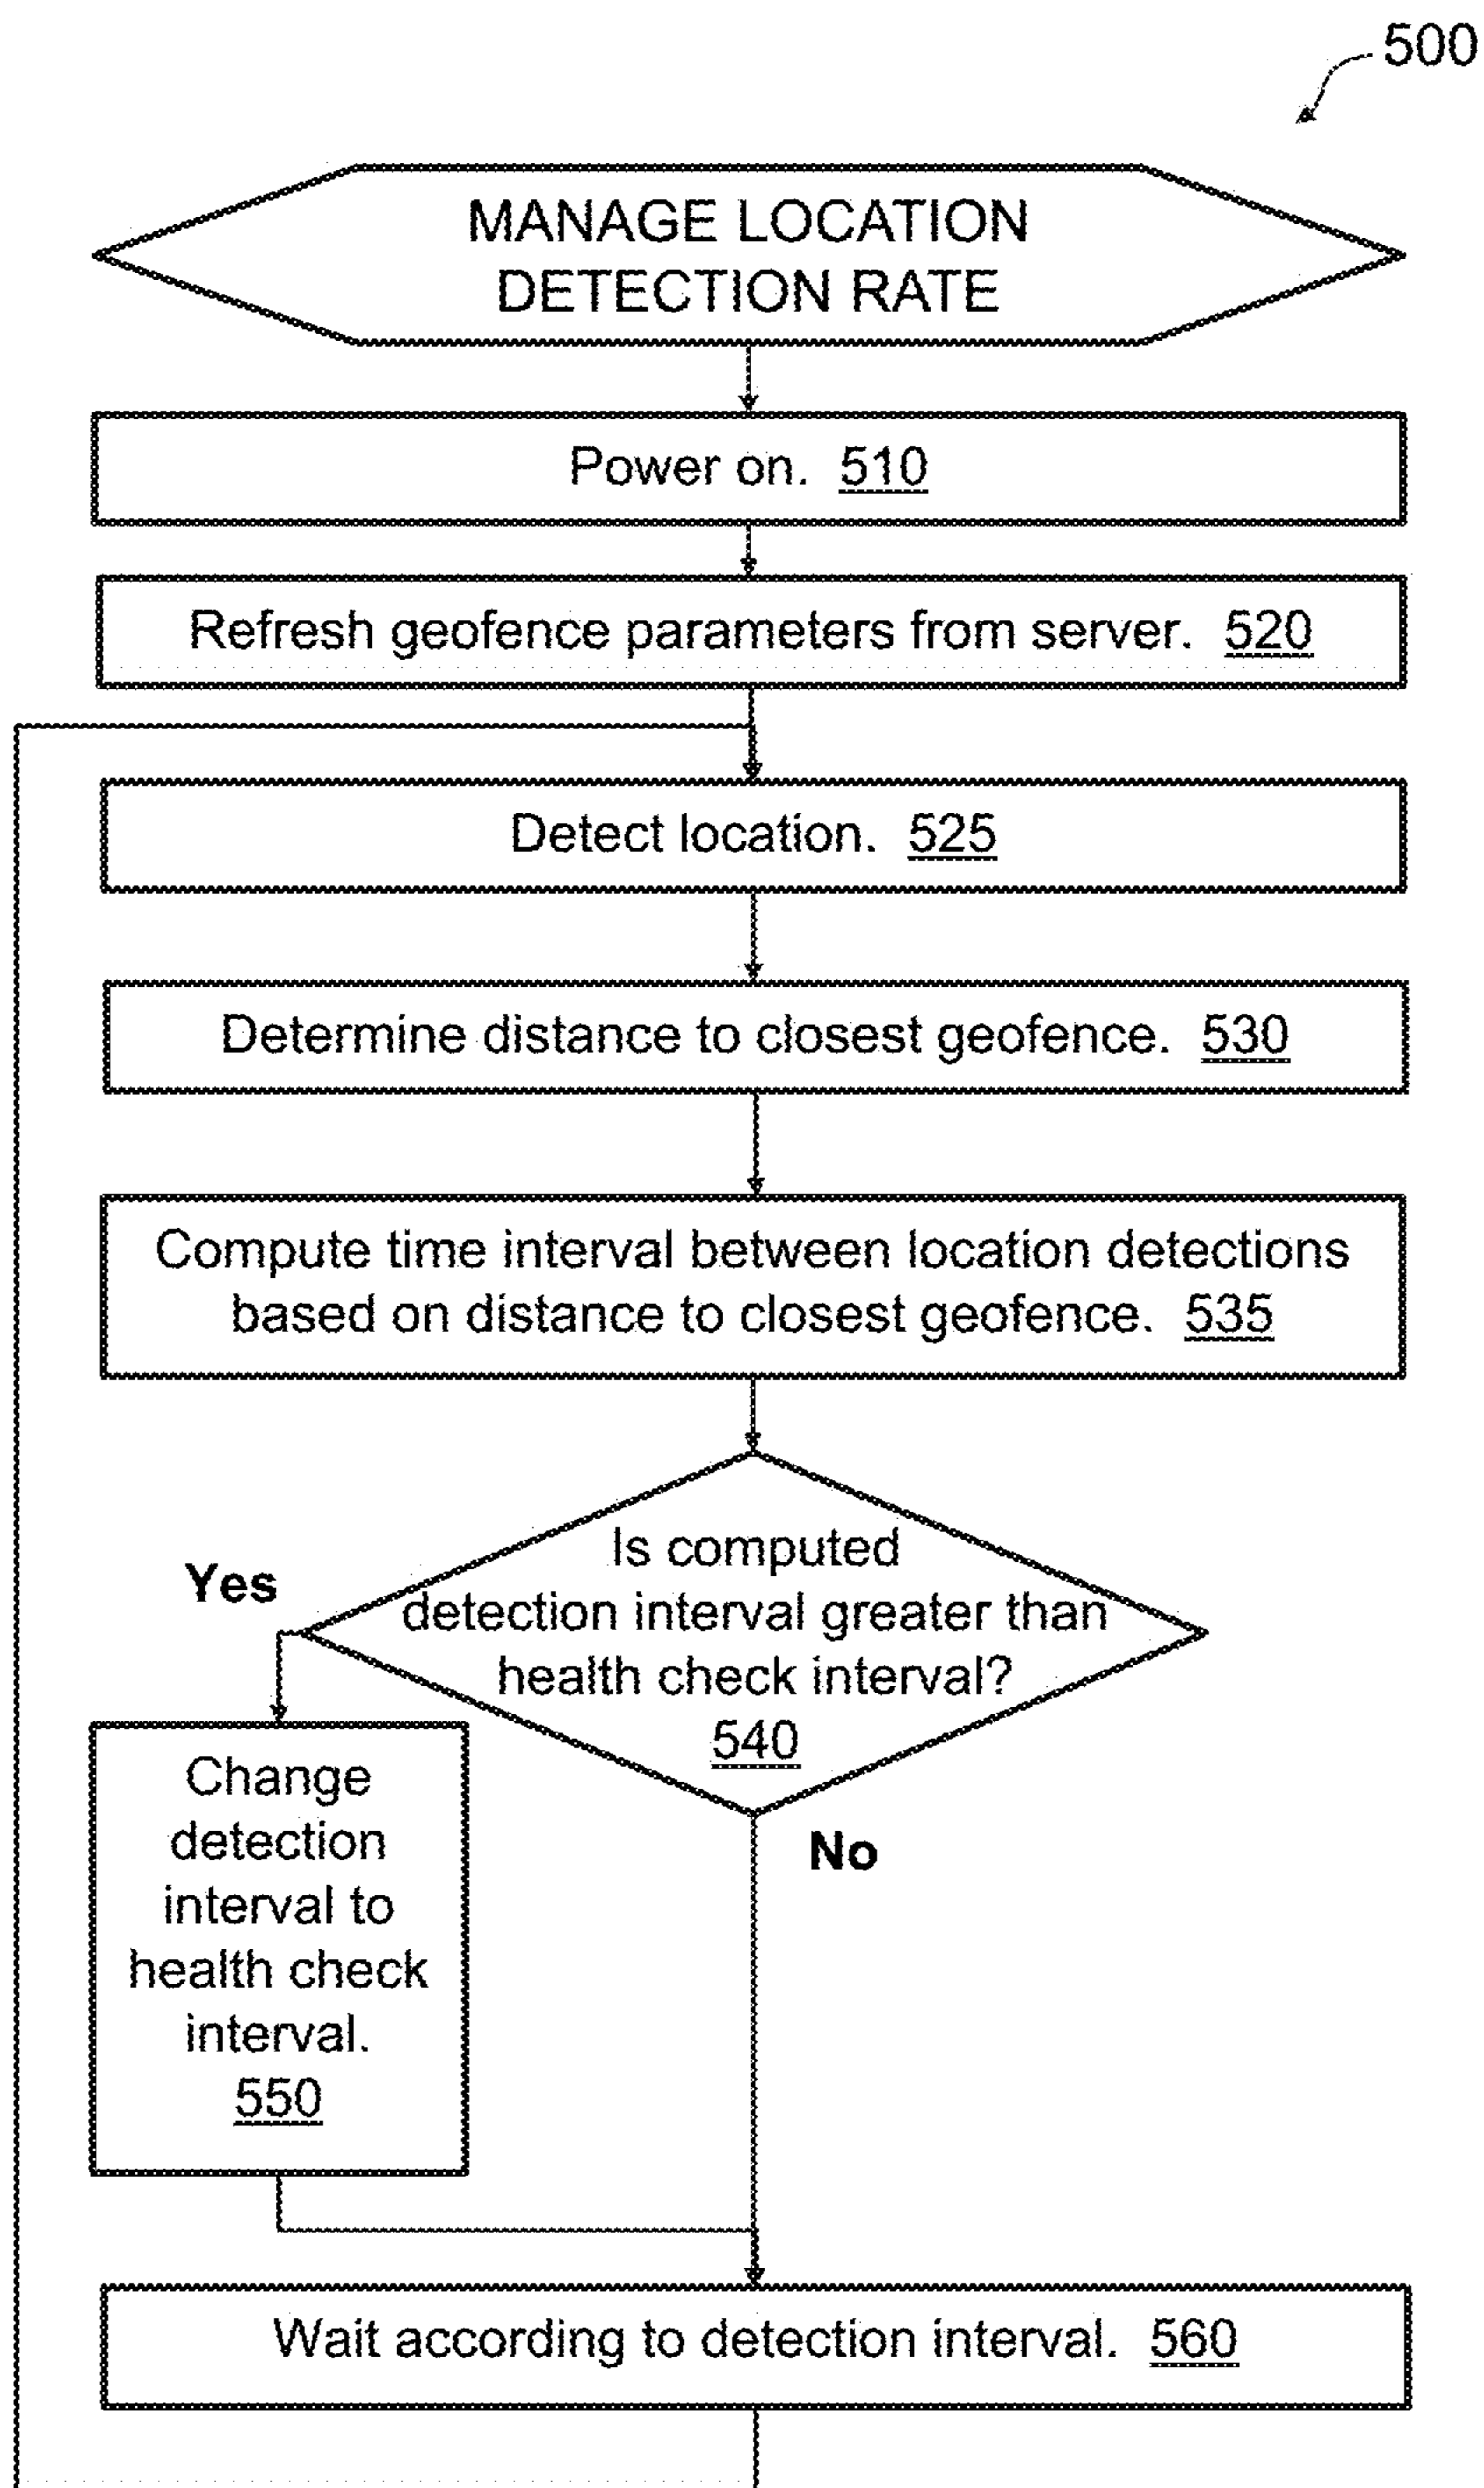 500
MANAGE LOCATION
DETECTION RATE
Power on. 510
Refresh geofence parameters from server. 520
Detect location. 525
Determine distance to closest geofence. 530
Compute time interval between location detections
based on distance to closest geofence. 535
Is computed
detection interval greater than
health check interval?
540
Yes
No
Change
detection
interval to
health check
interval.
550
Wait according to detection interval. 560